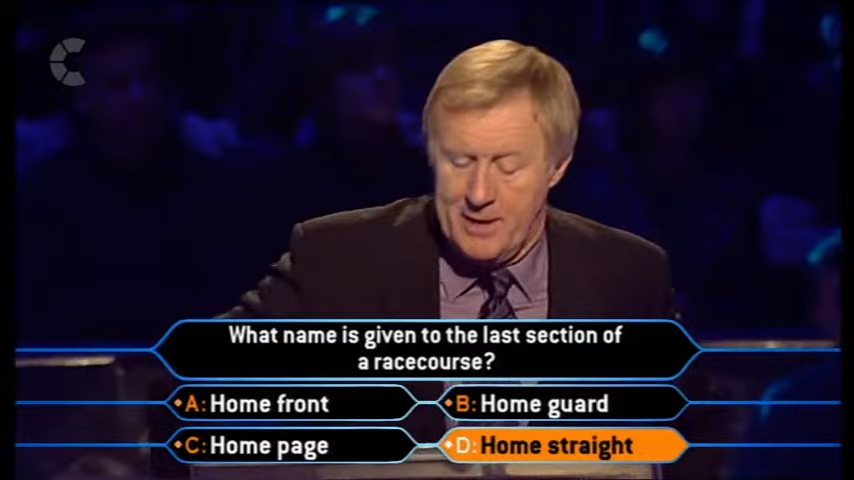 What name is given to the last section of
a racecourse?
A: Home front
B: Home guard
C: Home page
D: Home straight